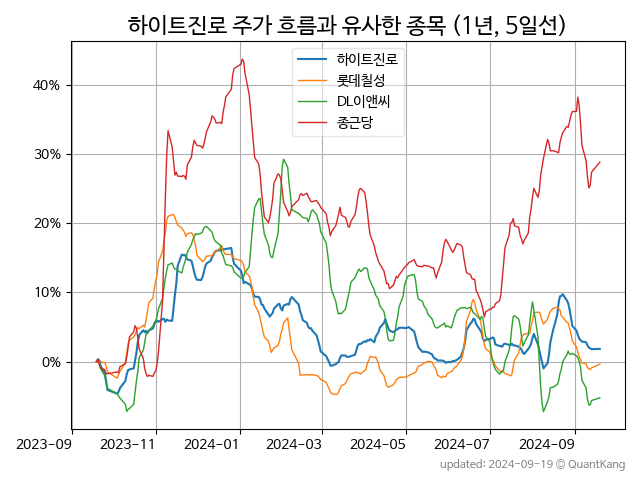 하이트진로 주가 흐름과 유사한 종목 (1년, 5일선)
하이트진로
롯데칠성
DL이앤씨
종근당
40%
30%
20%
10%
0%
2023-09 2023-11 2024-01 2024-03 2024-05 2024-07 2024-09
updated: 2024-09-19 © QuantKang